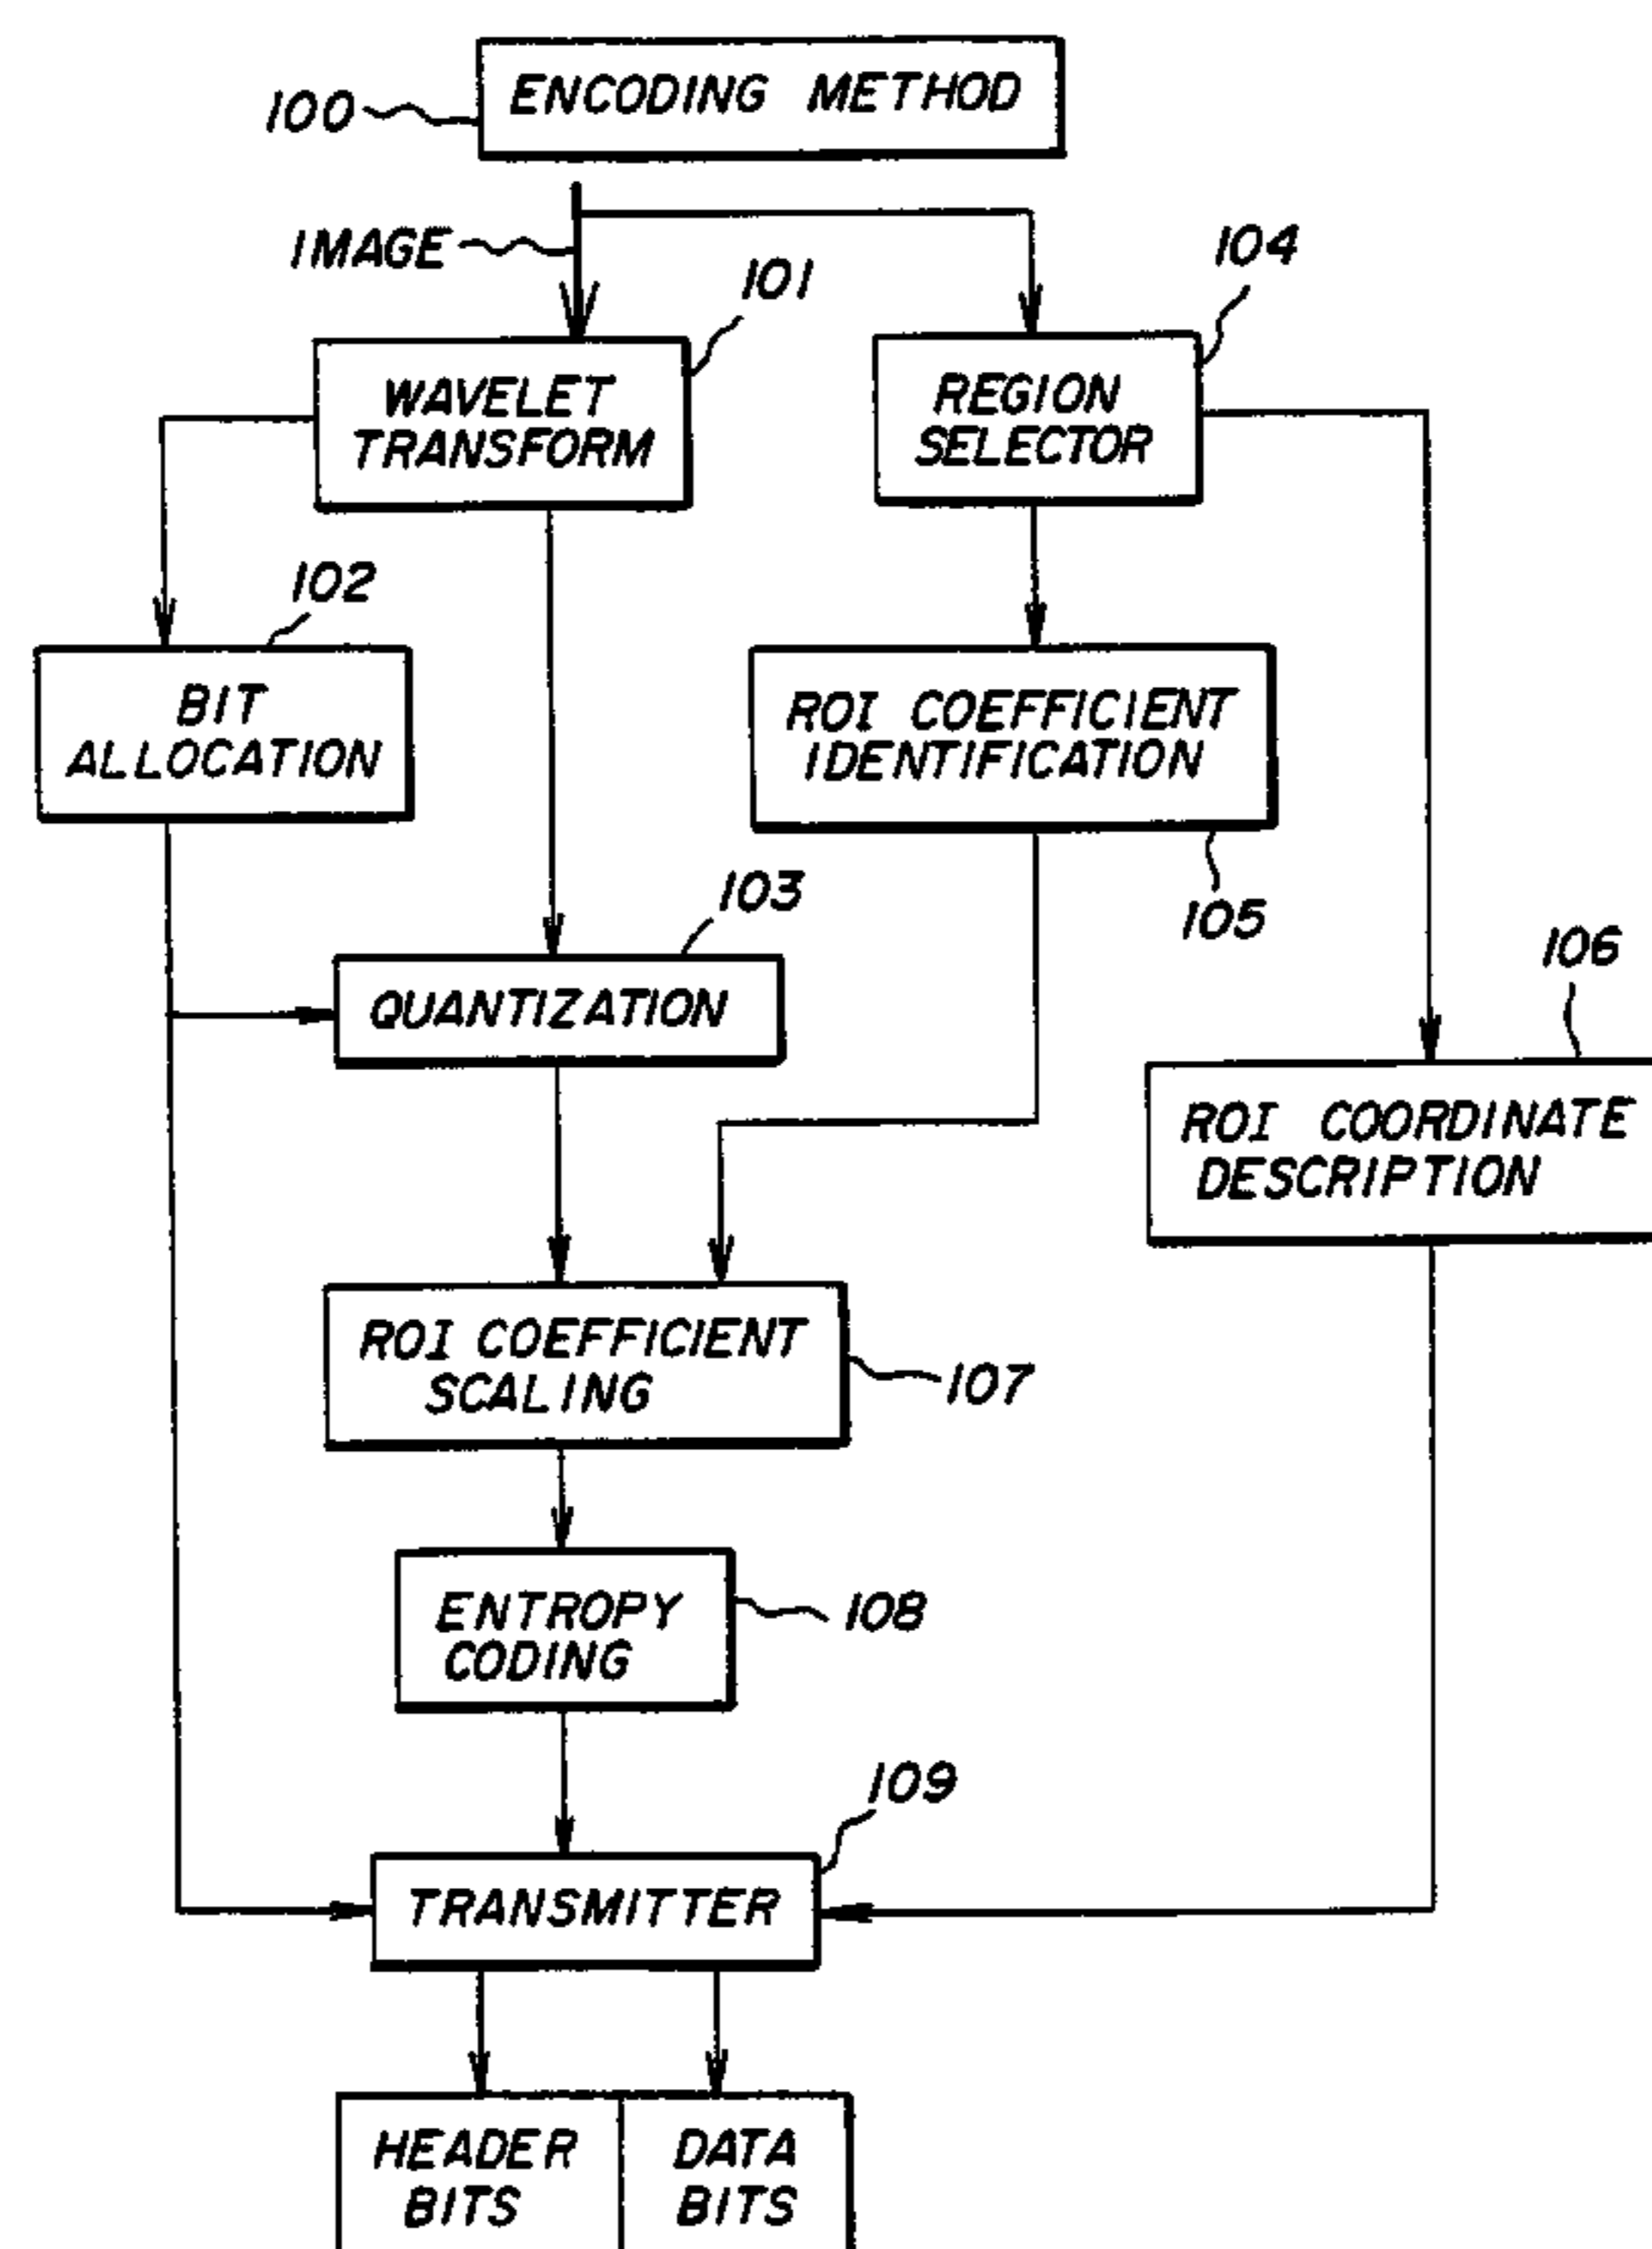 ENCODING METHOD
100
IMAGE
101
104
WAVELET
TRANSFORM
REGION
SELECTOR
102
BIT
ALLOCATION
ROI COEFFICIENT
IDENTIFICATION
103
105
106
QUANTIZATION
ROI COORDINATE
DESCRIPTION
ROI COEFFICIENT
SCALING
107
ENTROPY
CODING
108
109
TRANSMITTER
HEADER
BITS
DATA
BITS